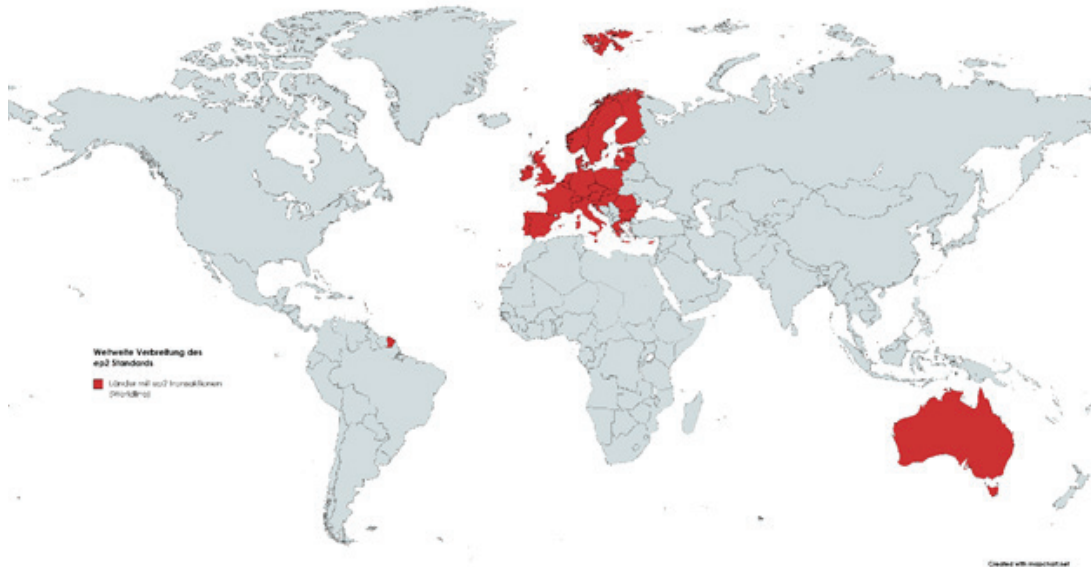 Weltweite Verbreitung des
ep2 Standards
Länder mit ep2 Transaktionen
(Worldline)
Created with mapchart.net